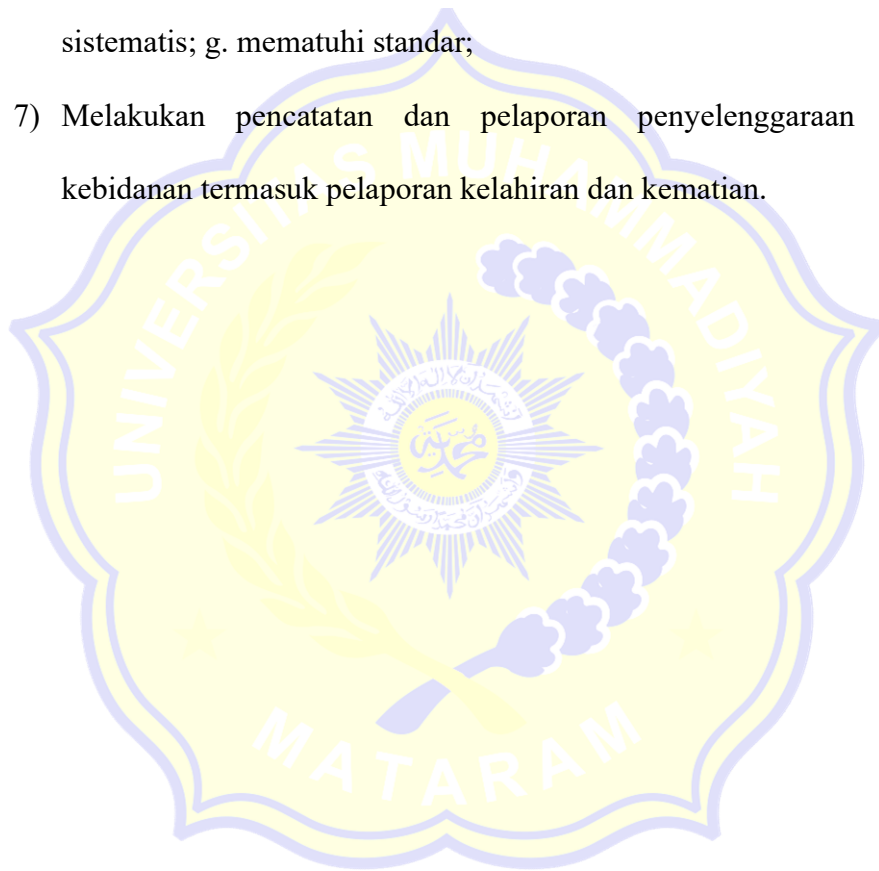 sistematis; g. mematuhi standar;
7) Melakukan pencatatan dan pelaporan penyelenggaraan
kebidanan termasuk pelaporan kelahiran dan kematian.
UNIVERSITAS MUHAMMADIYAH
MATARAM